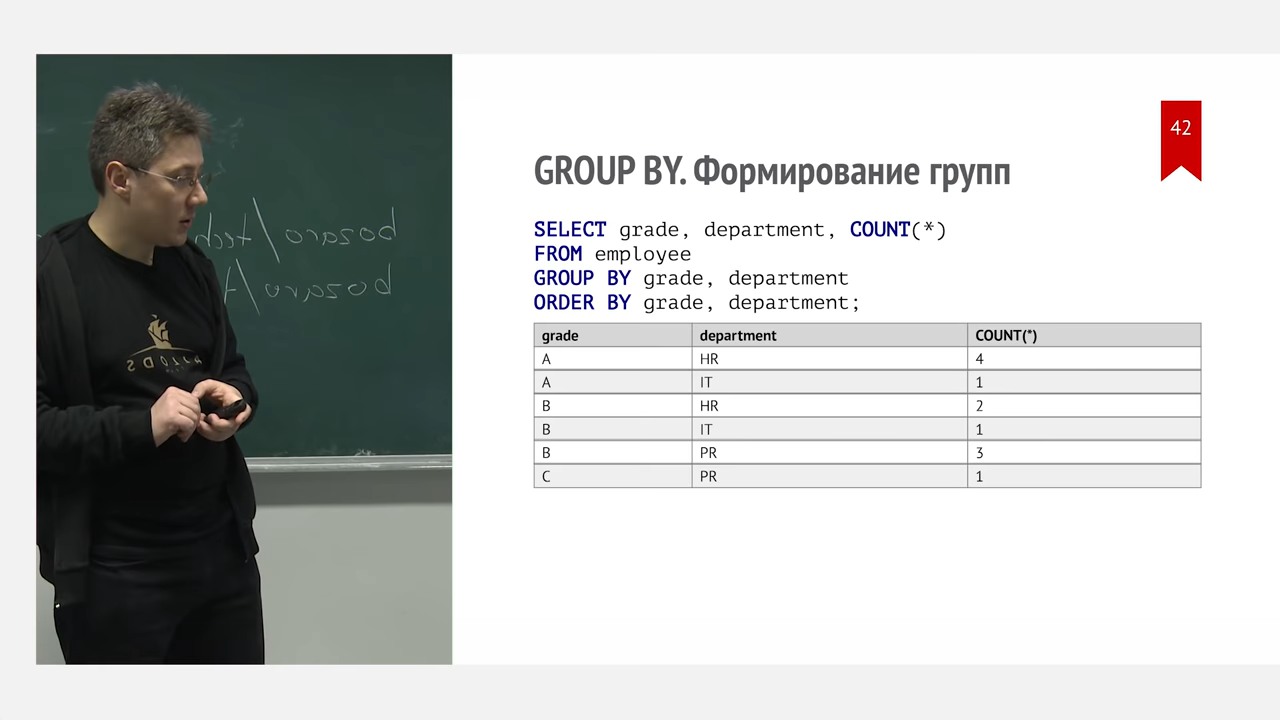 42
GROUP BY. Формирование групп
SELECT grade, department, COUNT(*)
FROM employee
GROUP BY grade, department
ORDER BY grade, department;
grade department COUNT(*)
A HR 4
A IT 1
B HR 2
B IT 1
B PR 3
C PR 1